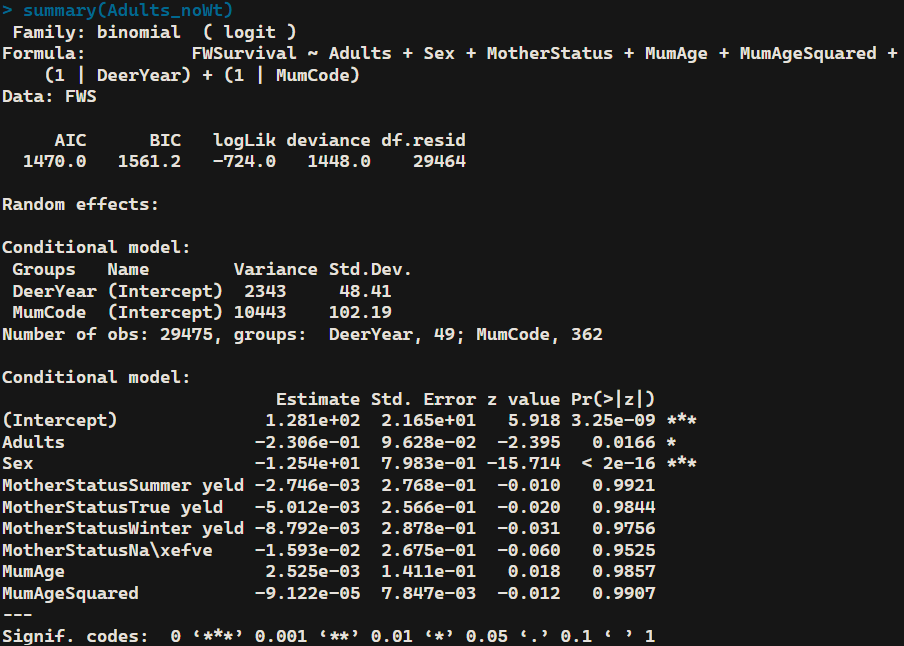 > summary(Adults_noWt)
 Family: binomial  ( logit )
Formula:          FWSurvival ~ Adults + Sex + MotherStatus + MumAge + MumAgeSquared +
    (1 | DeerYear) + (1 | MumCode)
Data: FWS

     AIC      BIC   logLik deviance df.resid
  1470.0   1561.2   -724.0   1448.0    29464

Random effects:

Conditional model:
 Groups   Name        Variance Std.Dev.
 DeerYear (Intercept)  2343     48.41
 MumCode  (Intercept) 10443    102.19
Number of obs: 29475, groups:  DeerYear, 49; MumCode, 362

Conditional model:
                          Estimate Std. Error z value Pr(>|z|)
(Intercept)              1.281e+02  2.165e+01   5.918 3.25e-09 ***
Adults                  -2.306e-01  9.628e-02  -2.395   0.0166 *
Sex                     -1.254e+01  7.983e-01 -15.714  < 2e-16 ***
MotherStatusSummer yeld -2.746e-03  2.768e-01  -0.010   0.9921
MotherStatusTrue yeld   -5.012e-03  2.566e-01  -0.020   0.9844
MotherStatusWinter yeld -8.792e-03  2.878e-01  -0.031   0.9756
MotherStatusNa\xefve    -1.593e-02  2.675e-01  -0.060   0.9525
MumAge                   2.525e-03  1.411e-01   0.018   0.9857
MumAgeSquared           -9.122e-05  7.847e-03  -0.012   0.9907
---
Signif. codes:  0 ‘***’ 0.001 ‘**’ 0.01 ‘*’ 0.05 ‘.’ 0.1 ‘ ’ 1